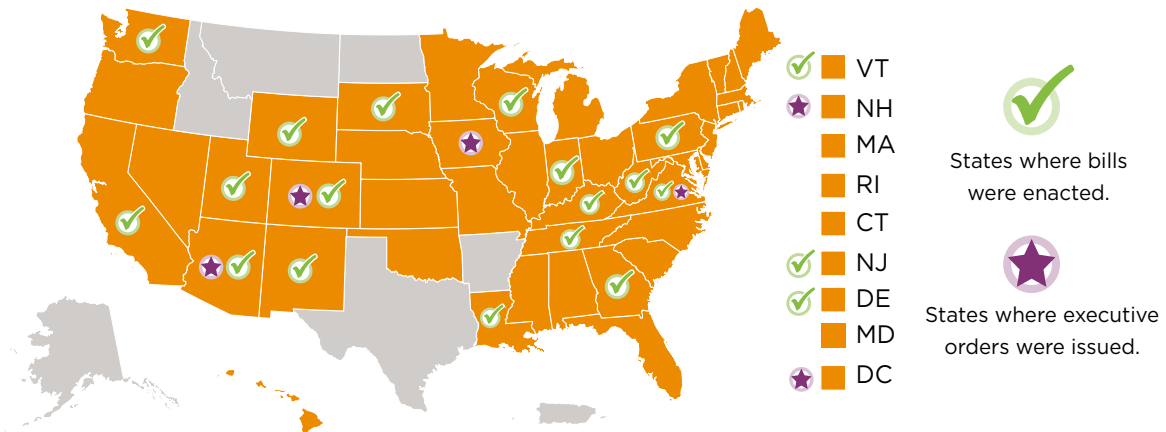 VT
NH
MA
RI
CT
NJ
DE
MD
DC
States where bills
were enacted.
States where executive
orders were issued.